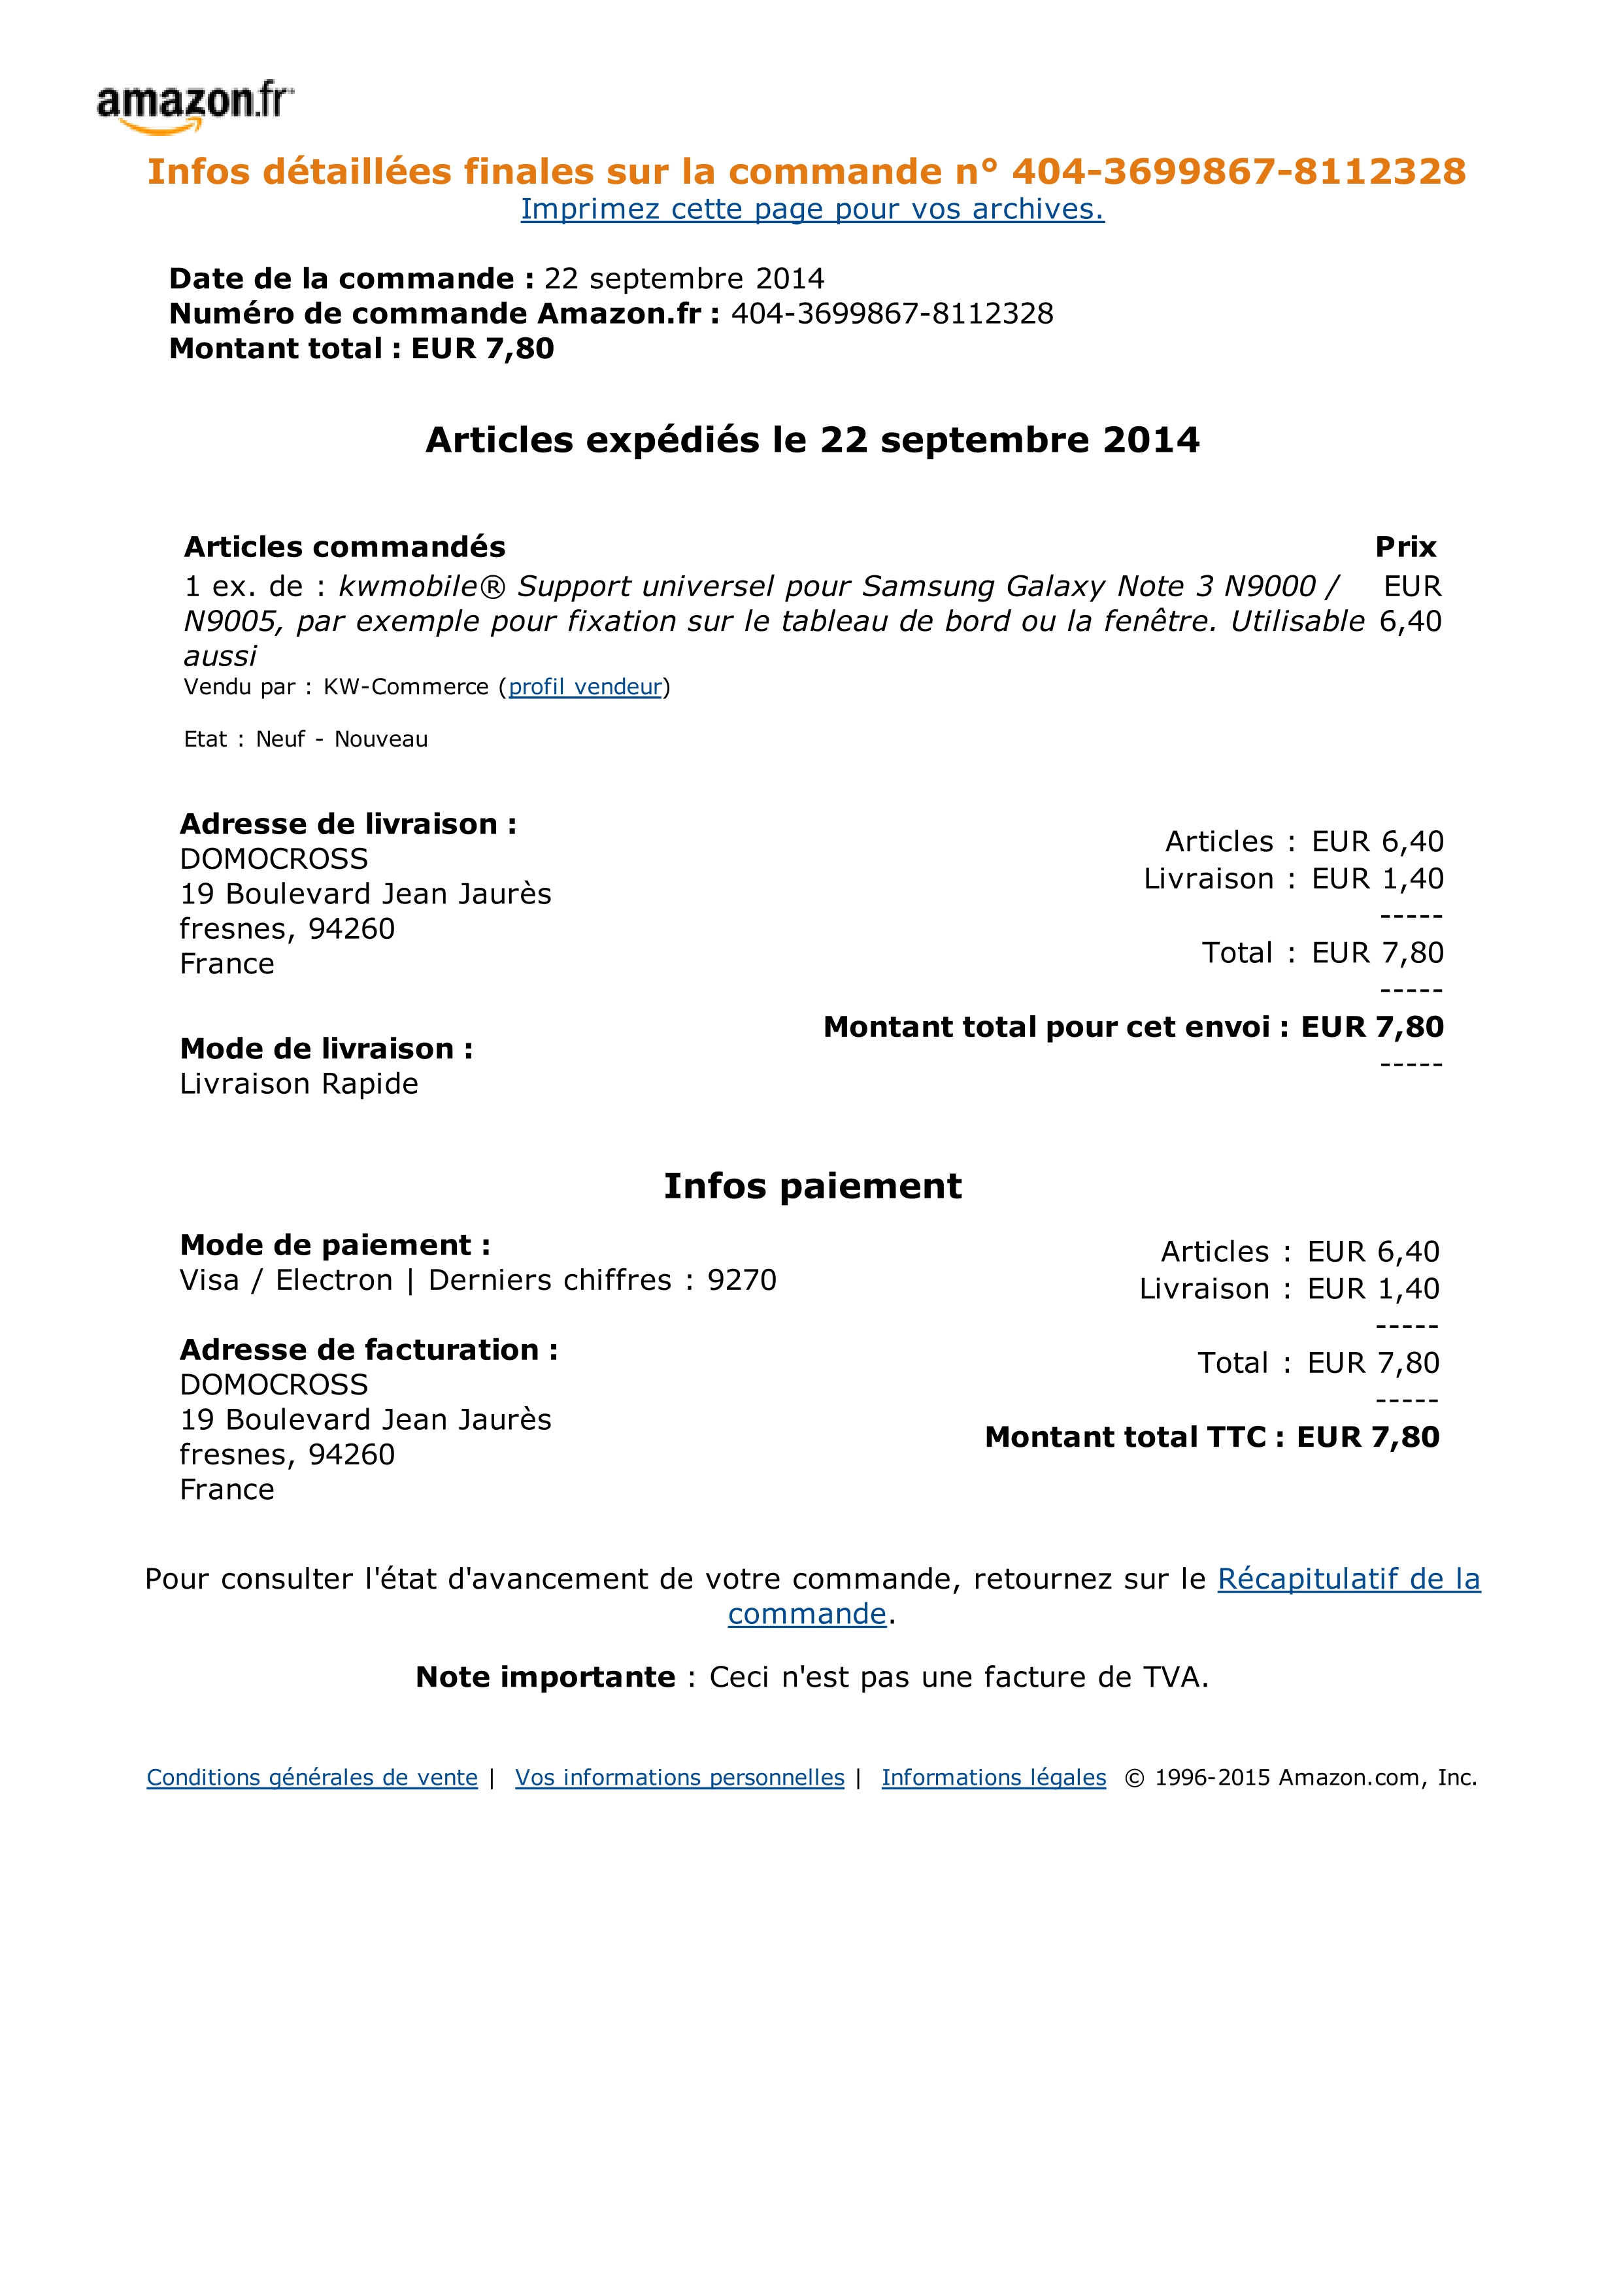 amazon.fr
Infos détaillées finales sur la commande n° 404-3699867-8112328
Imprimez cette page pour vos archives.
Date de la commande : 22 septembre 2014
Numéro de commande Amazon.fr : 404-3699867-8112328
Montant total : EUR 7,80
Articles expédiés le 22 septembre 2014
Articles commandés Prix
1 ex. de : kwmobile® Support universel pour Samsung Galaxy Note 3 N9000 / EUR
N9005, par exemple pour fixation sur le tableau de bord ou la fenêtre. Utilisable 6,40
aussi
Vendu par : KW-Commerce (profil vendeur)
Etat : Neuf - Nouveau
Adresse de livraison :
DOMOCROSS
19 Boulevard Jean Jaurès
fresnes, 94260
France
Mode de livraison :
Livraison Rapide
Articles : EUR 6,40
Livraison : EUR 1,40
-----
Total : EUR 7,80
-----
Montant total pour cet envoi : EUR 7,80
-----
Infos paiement
Mode de paiement :
Visa / Electron | Derniers chiffres : 9270
Adresse de facturation :
DOMOCROSS
19 Boulevard Jean Jaurès
fresnes, 94260
France
Articles : EUR 6,40
Livraison : EUR 1,40
-----
Total : EUR 7,80
-----
Montant total TTC : EUR 7,80
Pour consulter l'état d'avancement de votre commande, retournez sur le Récapitulatif de la
commande.
Note importante : Ceci n'est pas une facture de TVA.
Conditions générales de vente | Vos informations personnelles | Informations légales © 1996-2015 Amazon.com, Inc.